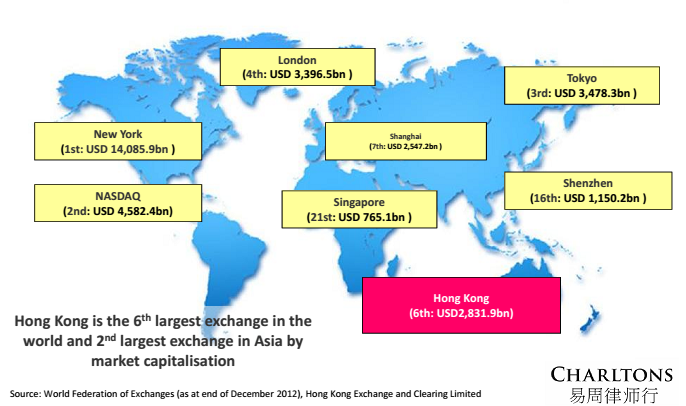 London
(4th: USD 3,396.5bn )
Tokyo
(3rd: USD 3,478.3bn )
New York
(1st: USD 14,085.9bn )
Shanghai
(7th: USD 2,547.2bn )
NASDAQ
(2nd: USD 4,582.4bn)
Singapore
(21st: USD 765.1bn )
Shenzhen
(16th: USD 1,150.2bn )
Hong Kong
(6th: USD2,831.9bn)
Hong Kong is the 6th largest exchange in the
world and 2nd largest exchange in Asia by
market capitalisation
Source: World Federation of Exchanges (as at end of December 2012), Hong Kong Exchange and Clearing Limited
CHARLTONS
易周律师行